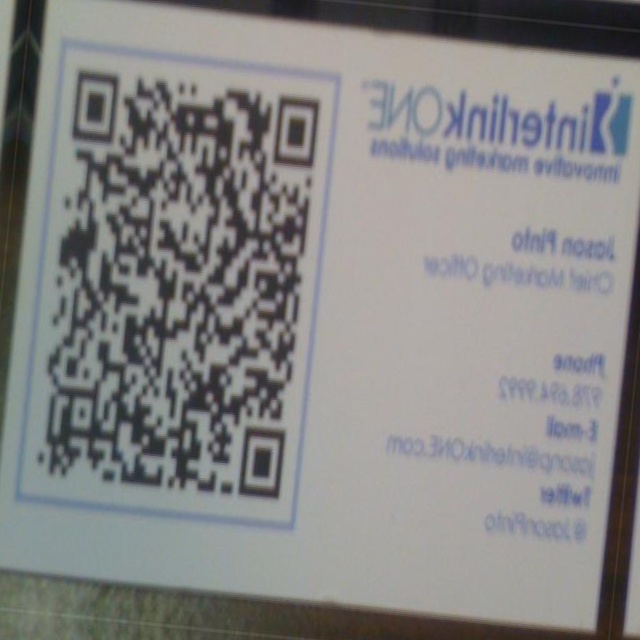 interlinkONE
innovative marketing solutions
Jason Pinto
Chief Marketing Officer
Phone
978.694.9992
E-mail
jasonp@interlinkONE.com
Twitter
@JasonPinto